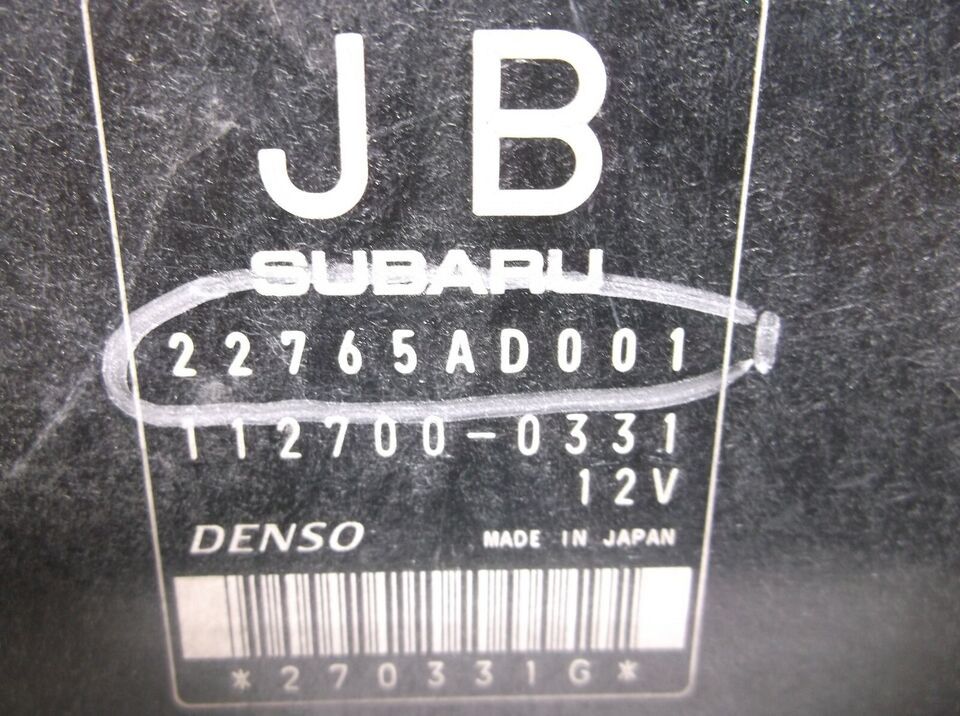 JB
SUBARU
22765AD001
112700-0331
12V
DENSO MADE IN JAPAN
*270331G*